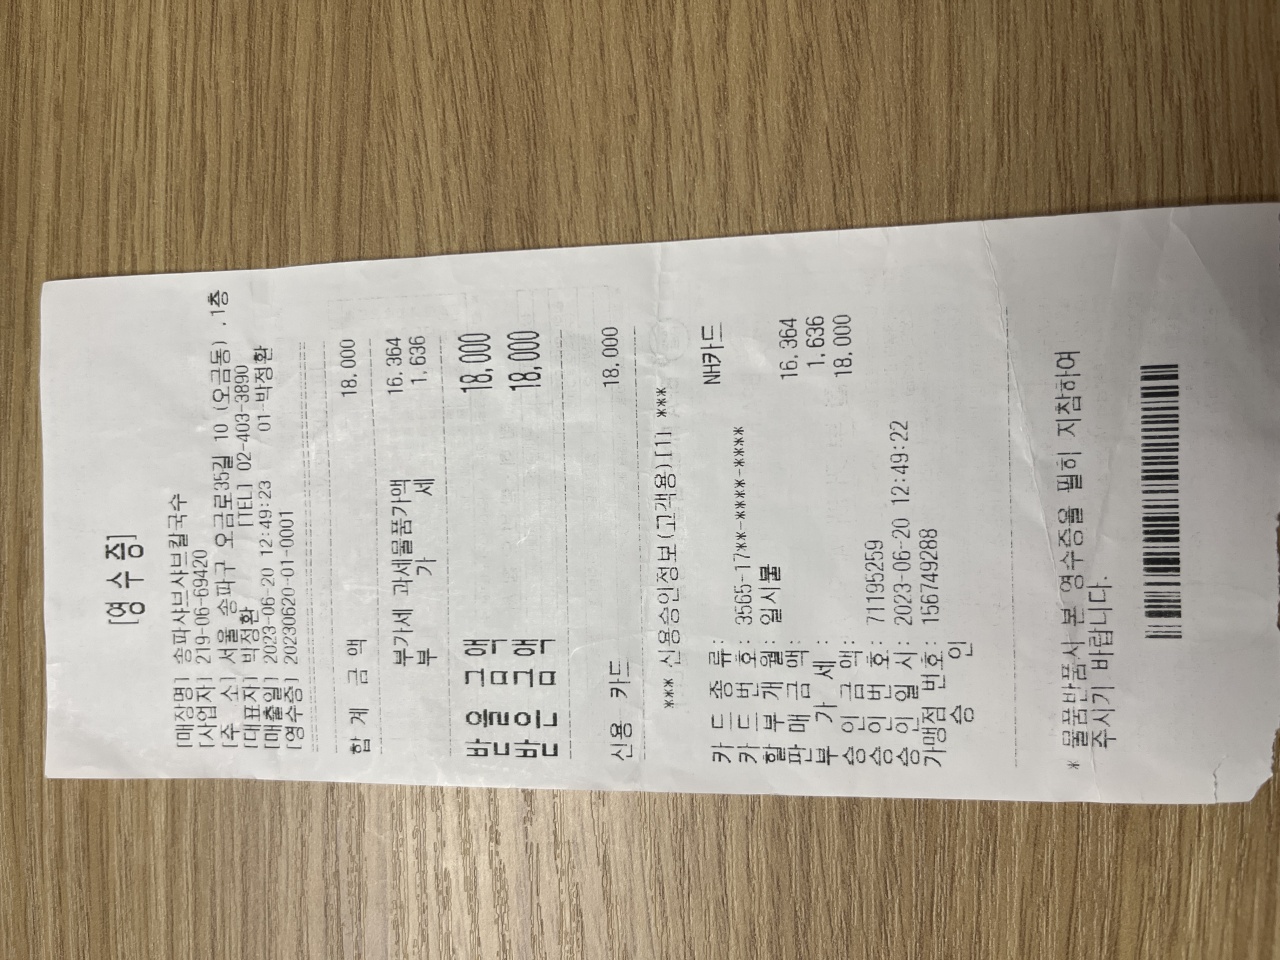 [영 수 증]
[매장명] 송파샤브샤브칼국수
[사업자] 219-06-69420
[주 소] 서울 송파구 오금로35길 10 (오금동) ,1층
[대표자] 박정환 [TEL] 02-403-3890
[매출일] 2023-06-20 12:49:23 01 박정환
[영수증] 20230620-01-0001
합 계 금 액 18,000
부가세 과세물품가액 16,364
부 가 세 1,636
받 을 금 액 18,000
받 은 금 액 18,000
신용 카드 18,000
*** 신용승인정보(고객용)[1] ***
카 드 종 류: NH카드
카 드 번 호: 3565-17**-****-****
할 부 개 월: 일시불
판 매 금 액: 16,364
부 가 세: 1,636
승 인 금 액: 18,000
승 인 번 호: 71195259
승 인 일 시: 2023-06-20 12:49:22
가맹점 번호: 156749288
승 인
* 물품반품시 본 영수증을 필히 지참하여
주시기 바랍니다.